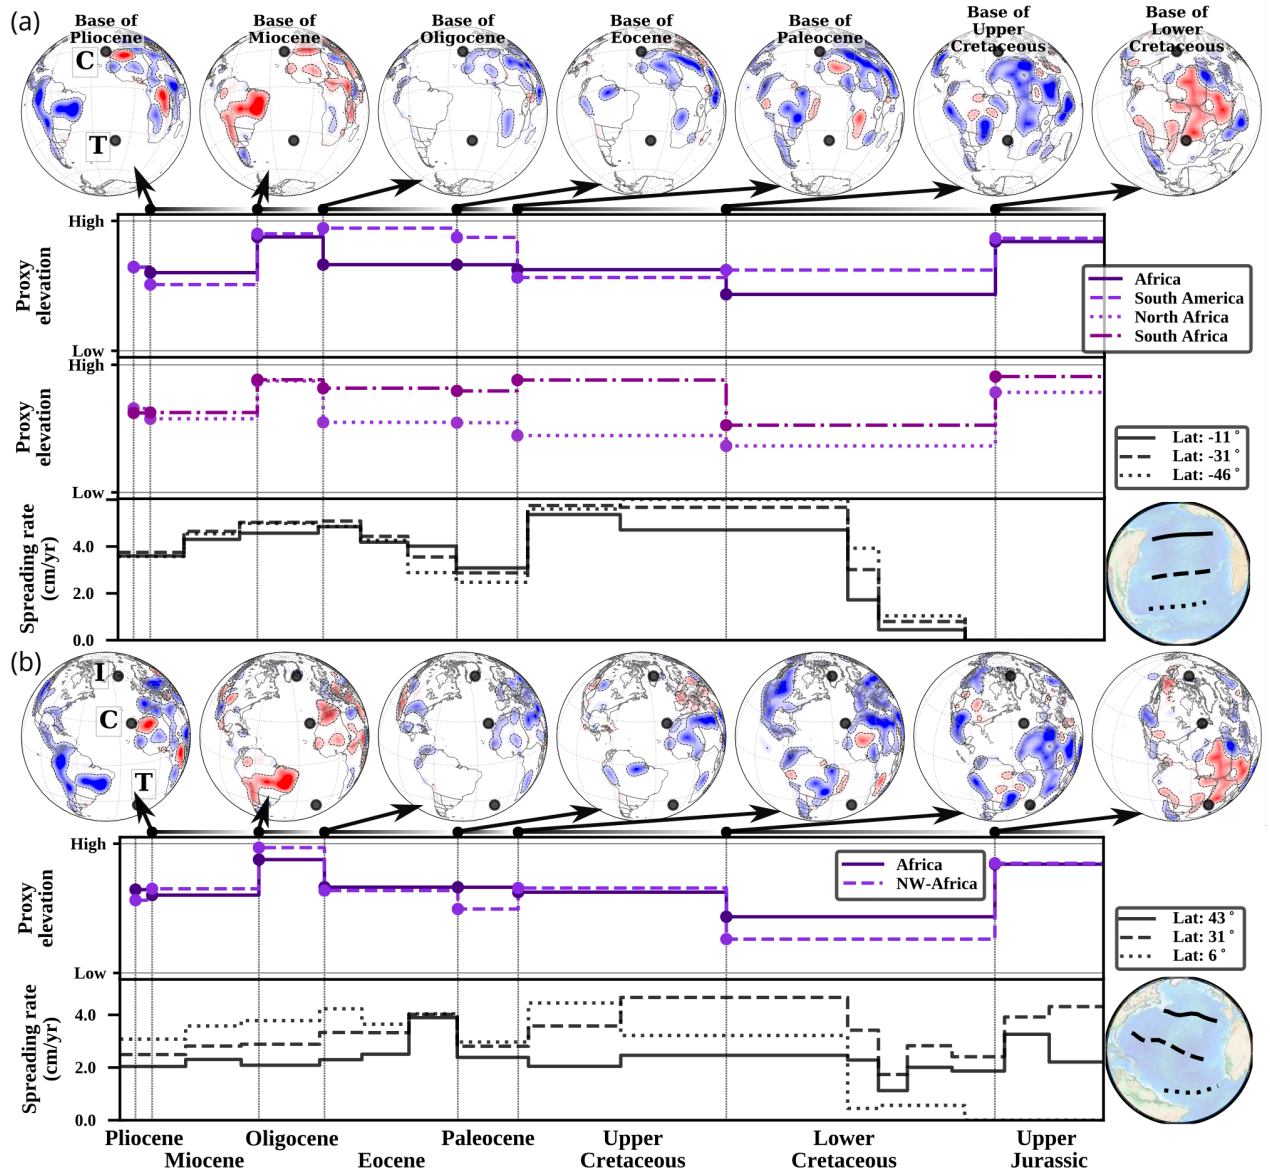 (a)
Base of
Pliocene
Base of
Miocene
Base of
Oligocene
Base of
Eocene
Base of
Paleocene
Base of
Upper
Cretaceous
Base of
Lower
Cretaceous
C
T
High
Low
Proxy
elevation
Africa
South America
North Africa
South Africa
High
Low
Proxy
elevation
Lat: -11°
Lat: -31°
Lat: -46°
4.0
2.0
0.0
Spreading rate
(cm/yr)
(b)
I
C
T
High
Low
Proxy
elevation
Africa
NW-Africa
Lat: 43°
Lat: 31°
Lat: 6°
4.0
2.0
0.0
Spreading rate
(cm/yr)
Pliocene
Miocene
Oligocene
Eocene
Paleocene
Upper
Cretaceous
Lower
Cretaceous
Upper
Jurassic